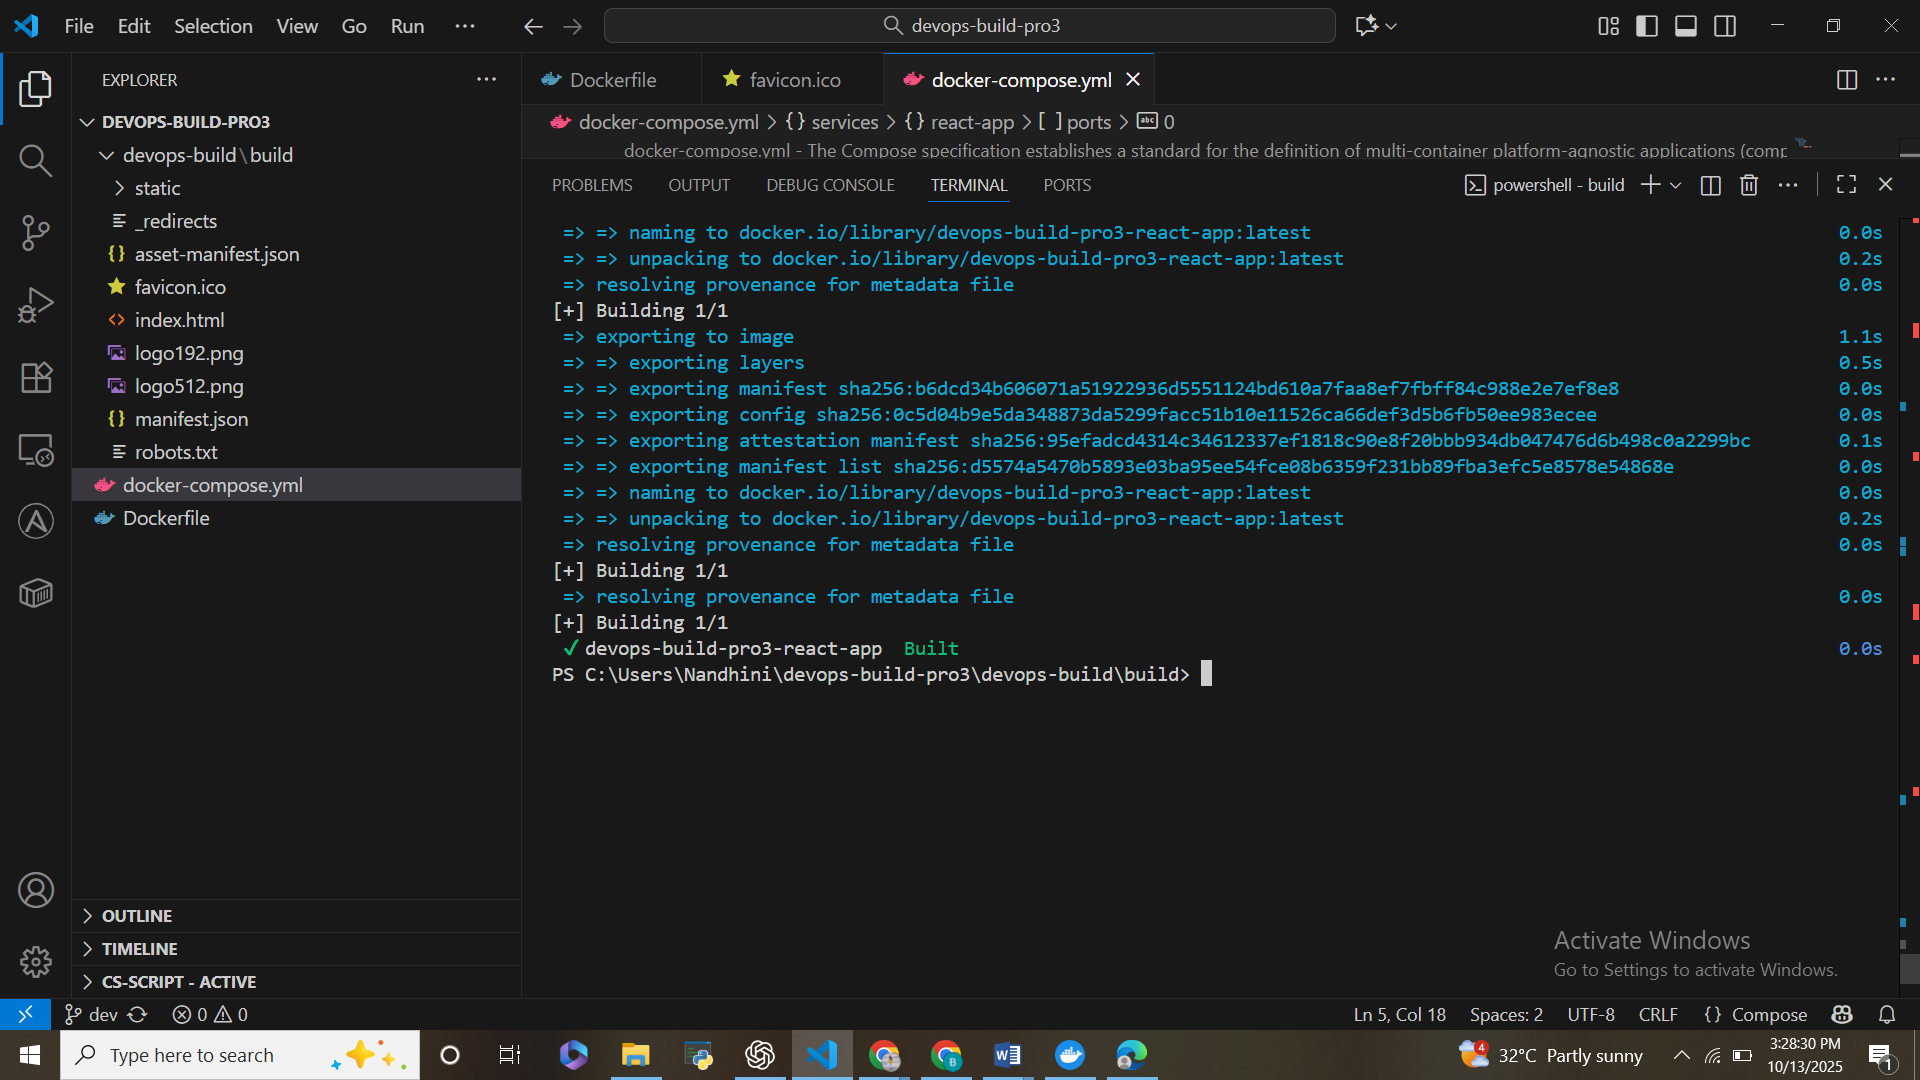 File Edit Selection View Go Run ···
devops-build-pro3
EXPLORER
DEVOPS-BUILD-PRO3
devops-build\build
static
_redirects
asset-manifest.json
favicon.ico
index.html
logo192.png
logo512.png
manifest.json
robots.txt
docker-compose.yml
Dockerfile
OUTLINE
TIMELINE
CS-SCRIPT - ACTIVE
Dockerfile favicon.ico docker-compose.yml
docker-compose.yml > {} services > {} react-app > [ ] ports > abc 0
docker-compose.yml - The Compose specification establishes a standard for the definition of multi-container platform-agnostic applications (comp
PROBLEMS OUTPUT DEBUG CONSOLE TERMINAL PORTS powershell - build
=> => naming to docker.io/library/devops-build-pro3-react-app:latest 0.0s
=> => unpacking to docker.io/library/devops-build-pro3-react-app:latest 0.2s
=> resolving provenance for metadata file 0.0s
[+] Building 1/1
=> exporting to image 1.1s
=> => exporting layers 0.5s
=> => exporting manifest sha256:b6dcd34b606071a51922936d5551124bd610a7faa8ef7fbff84c988e2e7ef8e8 0.0s
=> => exporting config sha256:0c5d04b9e5da348873da5299facc51b10e11526ca66def3d5b6fb50ee983ecee 0.0s
=> => exporting attestation manifest sha256:95efadcd4314c34612337ef1818c90e8f20bbb934db047476d6b498c0a2299bc 0.1s
=> => exporting manifest list sha256:d5574a5470b5893e03ba95ee54fce08b6359f231bb89fba3efc5e8578e54868e 0.0s
=> => naming to docker.io/library/devops-build-pro3-react-app:latest 0.0s
=> => unpacking to docker.io/library/devops-build-pro3-react-app:latest 0.2s
=> resolving provenance for metadata file 0.0s
[+] Building 1/1
=> resolving provenance for metadata file 0.0s
[+] Building 1/1
✓ devops-build-pro3-react-app Built 0.0s
PS C:\Users\Nandhini\devops-build-pro3\devops-build\build>
Activate Windows
Go to Settings to activate Windows.
dev 0 0 Ln 5, Col 18 Spaces: 2 UTF-8 CRLF {} Compose
Type here to search 4 32°C Partly sunny 3:28:30 PM
10/13/2025 1